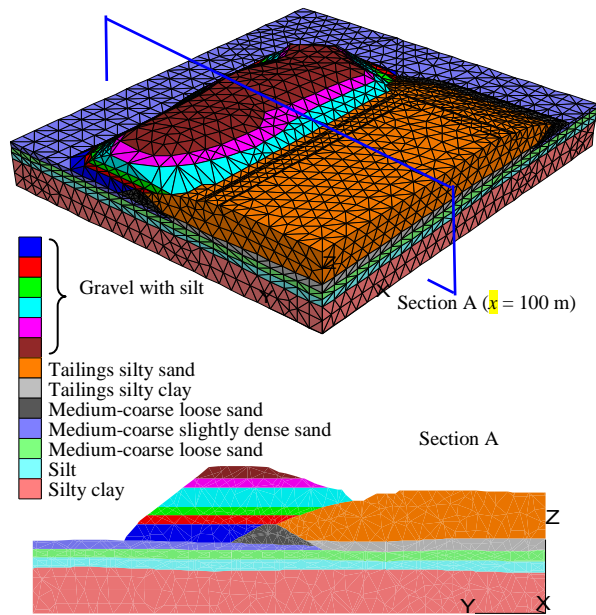 Section A (x = 100 m)
Gravel with silt
Tailings silty sand
Tailings silty clay
Medium-coarse loose sand
Medium-coarse slightly dense sand
Medium-coarse loose sand
Silt
Silty clay
Section A
Z
Y
X
X